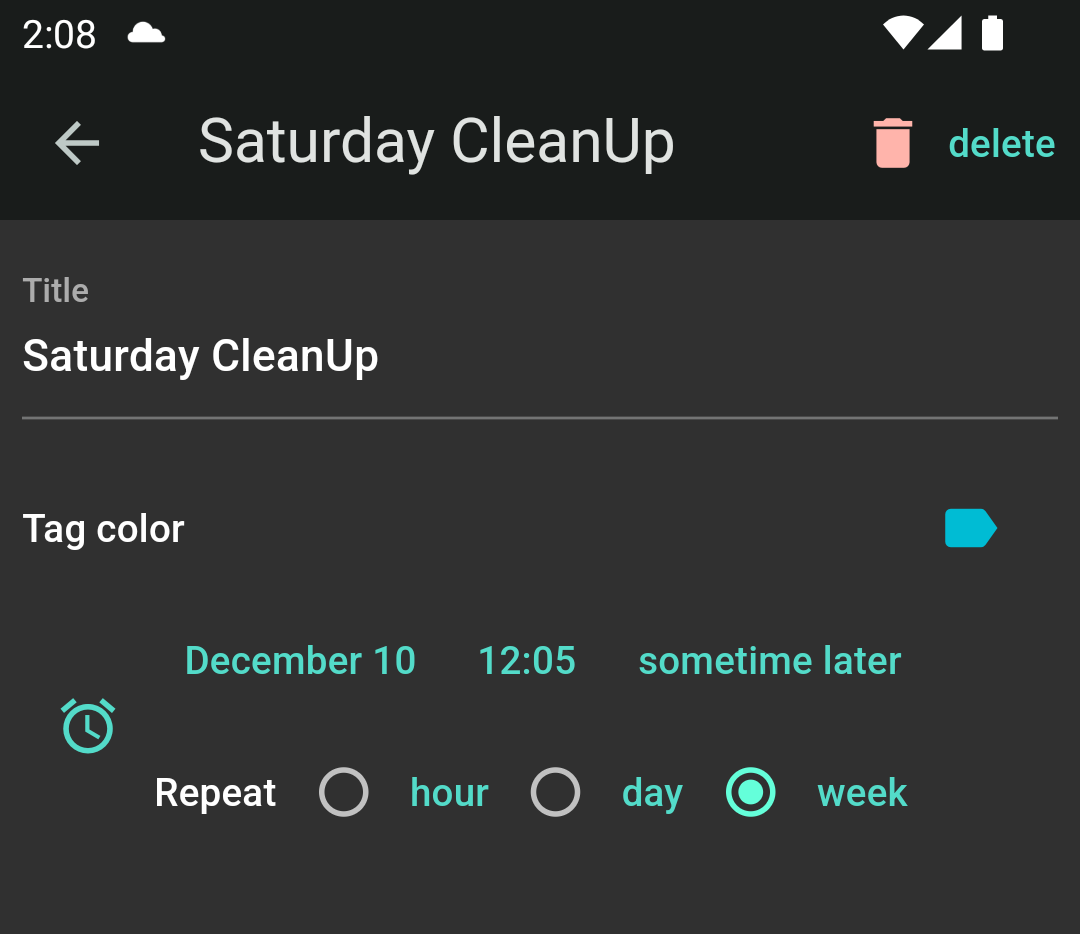 2:08
Saturday CleanUp delete
Title
Saturday CleanUp
Tag color
December 10 12:05 sometime later
Repeat hour day week